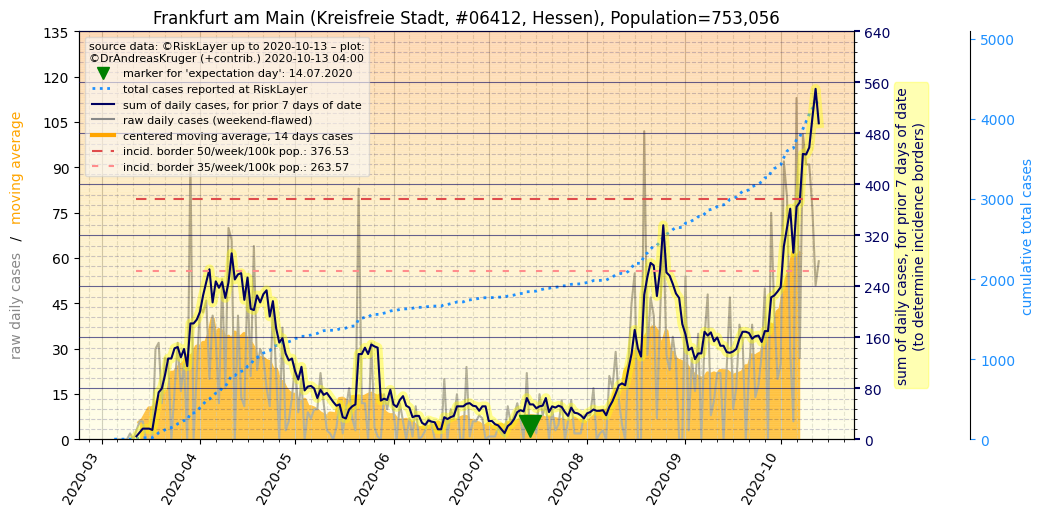 Frankfurt am Main (Kreisfreie Stadt, #06412, Hessen), Population=753,056
source data: ©RiskLayer up to 2020-10-13 – plot:
©DrAndreasKruger (+contrib.) 2020-10-13 04:00
marker for 'expectation day': 14.07.2020
total cases reported at RiskLayer
sum of daily cases, for prior 7 days of date
raw daily cases (weekend-flawed)
centered moving average, 14 days cases
incid. border 50/week/100k pop.: 376.53
incid. border 35/week/100k pop.: 263.57
raw daily cases / moving average
135
120
105
90
75
60
45
30
15
0
2020-03
2020-04
2020-05
2020-06
2020-07
2020-08
2020-09
2020-10
640
560
480
400
320
240
160
80
0
sum of daily cases, for prior 7 days of date
(to determine incidence borders)
5000
4000
3000
2000
1000
0
cumulative total cases